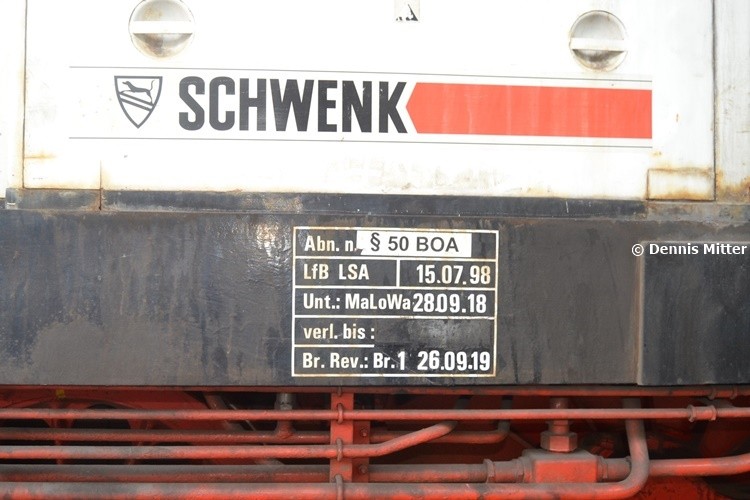 SCHWENK
© Dennis Mitter
Abn. n. § 50 BOA
LfB LSA 15.07.98
Unt.: MaLoWa 28.09.18
verl. bis :
Br. Rev.: Br.1 26.09.19